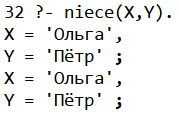 32 ?- niece(X,Y).
X = 'Ольга',
Y = 'Пётр' ;
X = 'Ольга',
Y = 'Пётр' ;